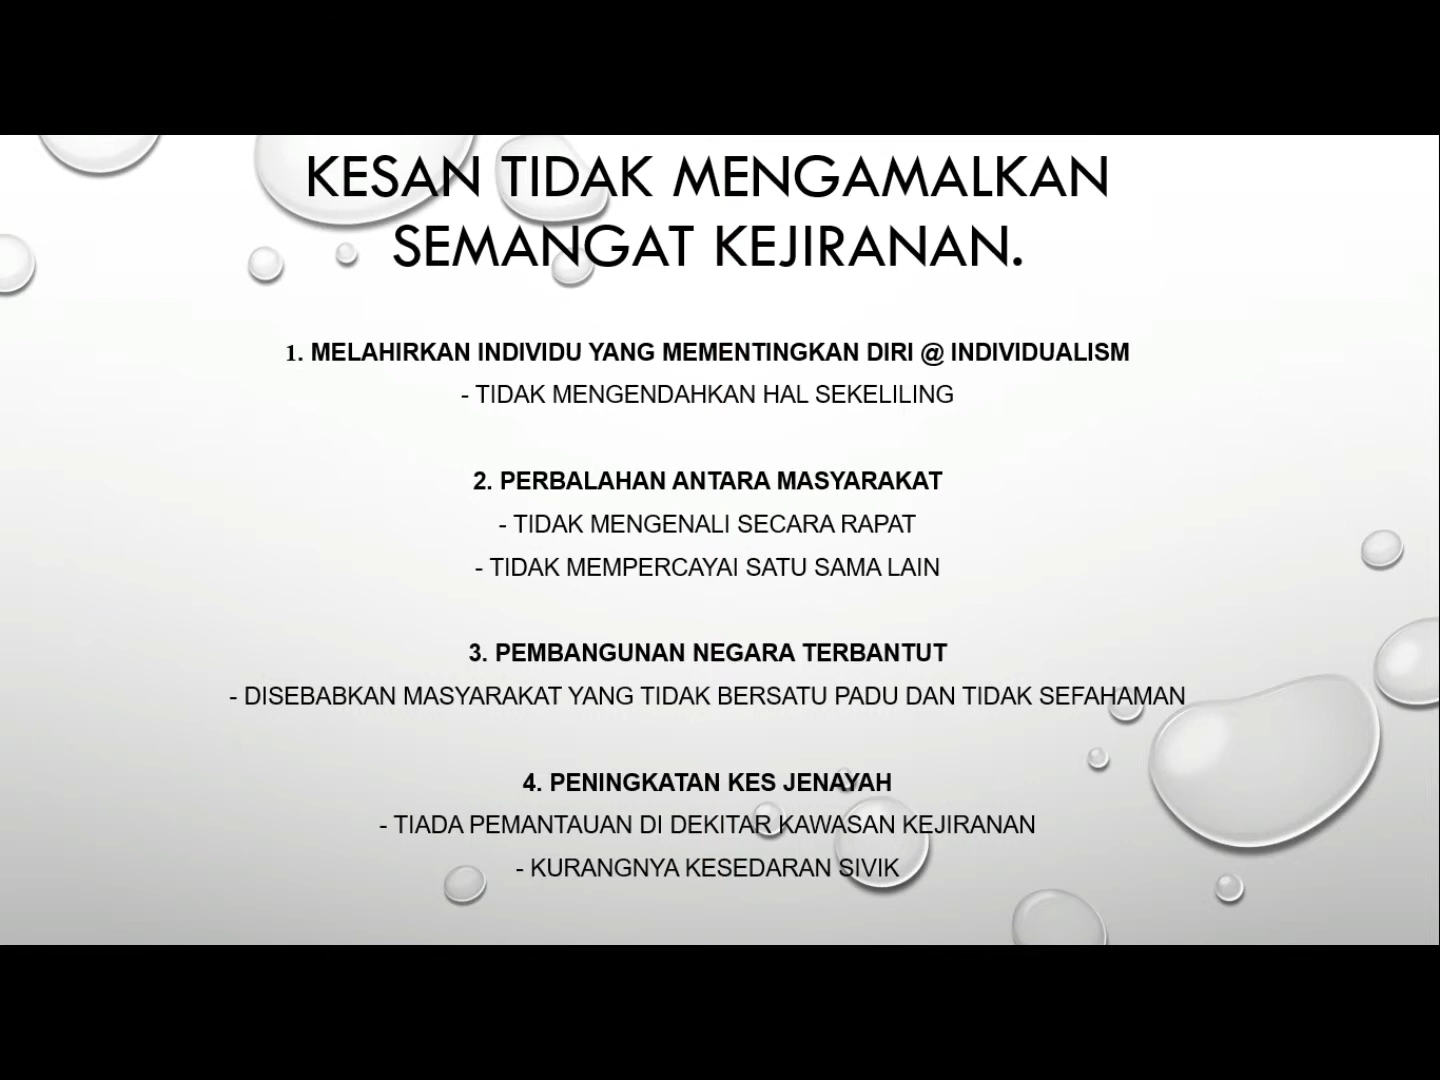 KESAN TIDAK MENGAMALKAN
SEMANGAT KEJIRANAN.
1. MELAHIRKAN INDIVIDU YANG MEMENTINGKAN DIRI @ INDIVIDUALISM
- TIDAK MENGENDAHKAN HAL SEKELILING
2. PERBALAHAN ANTARA MASYARAKAT
- TIDAK MENGENALI SECARA RAPAT
- TIDAK MEMPERCAYAI SATU SAMA LAIN
3. PEMBANGUNAN NEGARA TERBANTUT
- DISEBABKAN MASYARAKAT YANG TIDAK BERSATU PADU DAN TIDAK SEFAHAMAN
4. PENINGKATAN KES JENAYAH
- TIADA PEMANTAUAN DI DEKITAR KAWASAN KEJIRANAN
- KURANGNYA KESEDARAN SIVIK